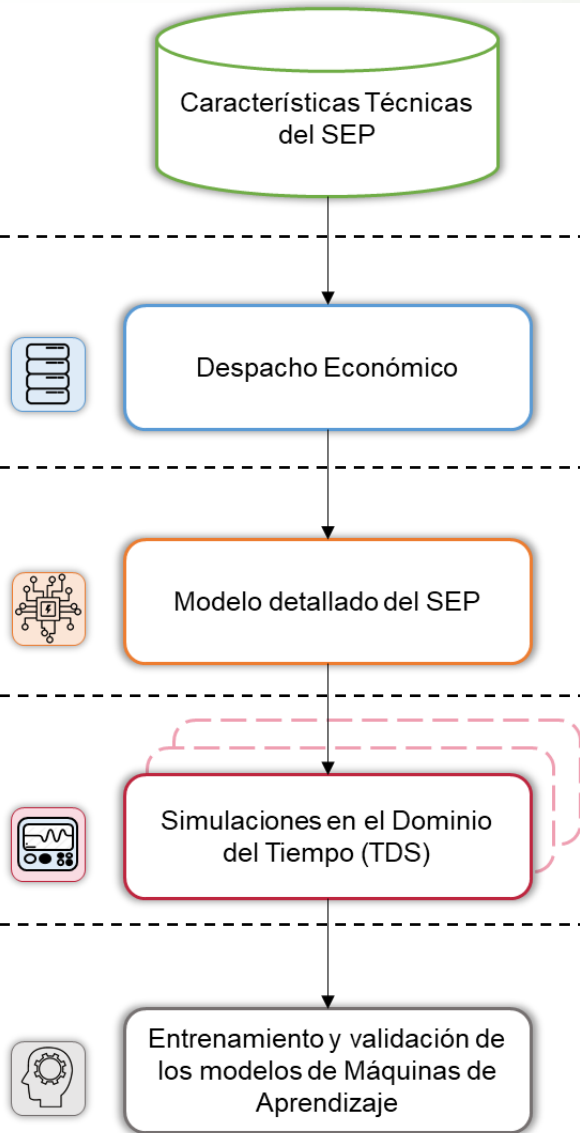 Características Técnicas
del SEP
Despacho Económico
Modelo detallado del SEP
Simulaciones en el Dominio
del Tiempo (TDS)
Entrenamiento y validación de
los modelos de Máquinas de
Aprendizaje